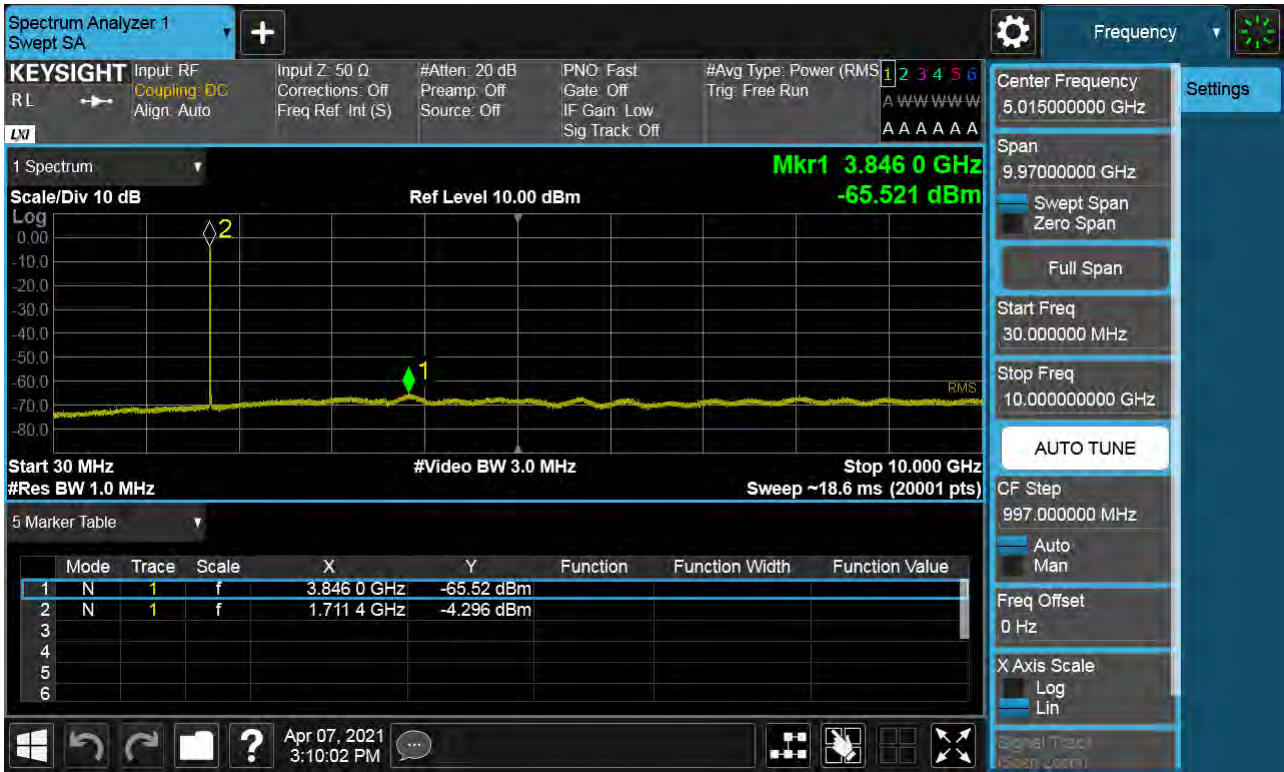 Spectrum Analyzer 1
Swept SA
+
Frequency
KEYSIGHT
RL
LXI
Input: RF
Coupling: DC
Align: Auto
Input Z: 50 Ω
Corrections: Off
Freq Ref: Int (S)
#Atten: 20 dB
Preamp: Off
Source: Off
PNO: Fast
Gate: Off
IF Gain: Low
Sig Track: Off
#Avg Type: Power (RMS
Trig: Free Run
1 2 3 4 5 6
A W W W W W
A A A A A A
1 Spectrum
Mkr1 3.846 0 GHz
-65.521 dBm
Scale/Div 10 dB
Ref Level 10.00 dBm
Log
0.00
-10.0
-20.0
-30.0
-40.0
-50.0
-60.0
-70.0
-80.0
2
1
RMS
Start 30 MHz
#Video BW 3.0 MHz
Stop 10.000 GHz
#Res BW 1.0 MHz
Sweep ~18.6 ms (20001 pts)
5 Marker Table
Mode Trace Scale X Y Function Function Width Function Value
1 N 1 f 3.846 0 GHz -65.52 dBm
2 N 1 f 1.711 4 GHz -4.296 dBm
3
4
5
6
Apr 07, 2021
3:10:02 PM
?
Center Frequency
5.015000000 GHz
Settings
Span
9.97000000 GHz
Swept Span
Zero Span
Full Span
Start Freq
30.000000 MHz
Stop Freq
10.000000000 GHz
AUTO TUNE
CF Step
997.000000 MHz
Auto
Man
Freq Offset
0 Hz
X Axis Scale
Log
Lin
Signal Track
(Span Zoom)